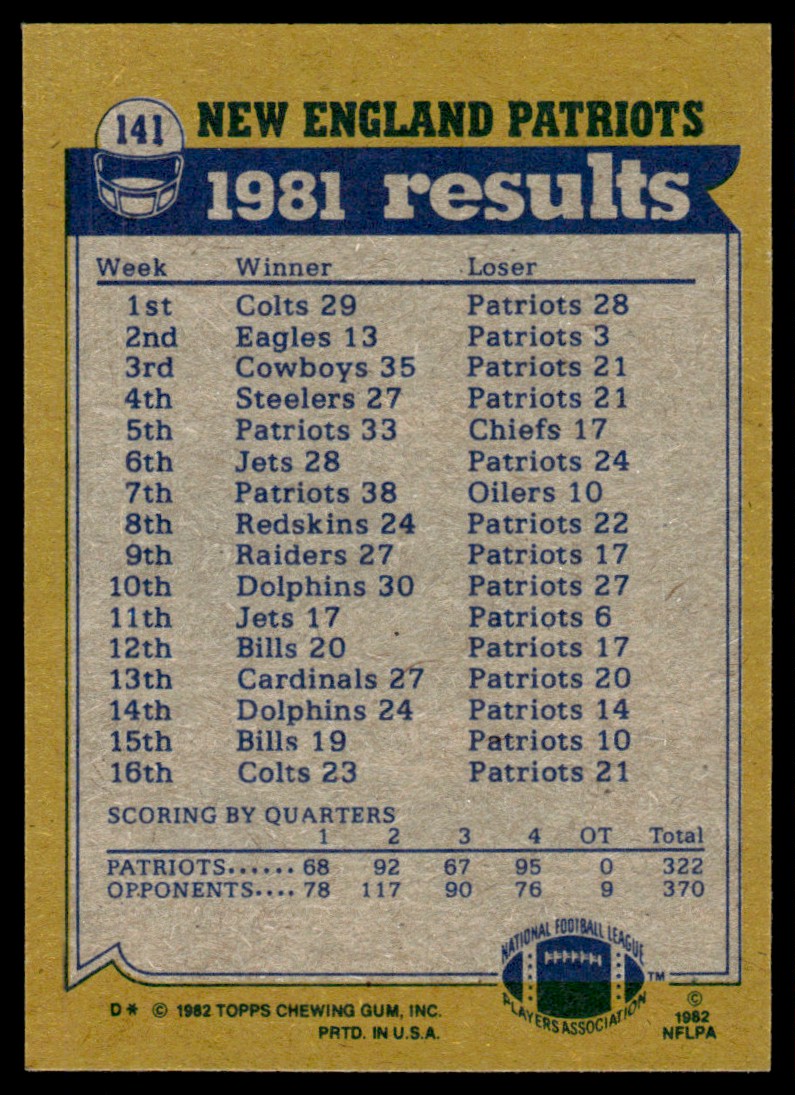 141
NEW ENGLAND PATRIOTS
1981 results
Week Winner Loser
1st Colts 29 Patriots 28
2nd Eagles 13 Patriots 3
3rd Cowboys 35 Patriots 21
4th Steelers 27 Patriots 21
5th Patriots 33 Chiefs 17
6th Jets 28 Patriots 24
7th Patriots 38 Oilers 10
8th Redskins 24 Patriots 22
9th Raiders 27 Patriots 17
10th Dolphins 30 Patriots 27
11th Jets 17 Patriots 6
12th Bills 20 Patriots 17
13th Cardinals 27 Patriots 20
14th Dolphins 24 Patriots 14
15th Bills 19 Patriots 10
16th Colts 23 Patriots 21
SCORING BY QUARTERS
1 2 3 4 OT Total
PATRIOTS...... 68 92 67 95 0 322
OPPONENTS.... 78 117 90 76 9 370
NATIONAL FOOTBALL LEAGUE
PLAYERS ASSOCIATION
TM
D* © 1982 TOPPS CHEWING GUM, INC.
PRTD. IN U.S.A.
©
1982
NFLPA